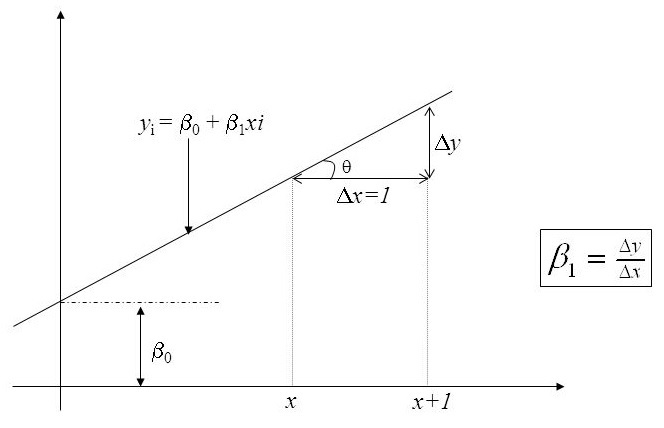 yᵢ = β₀ + β₁xi
Δy
θ
Δx=1
β₁ = Δy/Δx
β₀
x
x+1